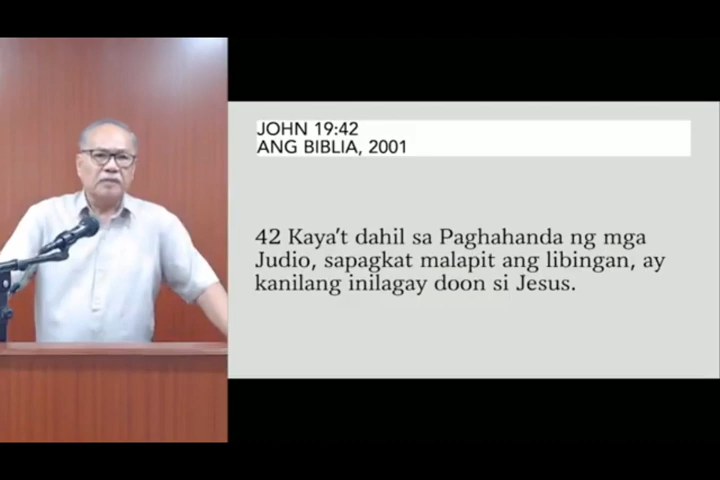 JOHN 19:42
ANG BIBLIA, 2001
42 Kaya't dahil sa Paghahanda ng mga
Judio, sapagkat malapit ang libingan, ay
kanilang inilagay doon si Jesus.